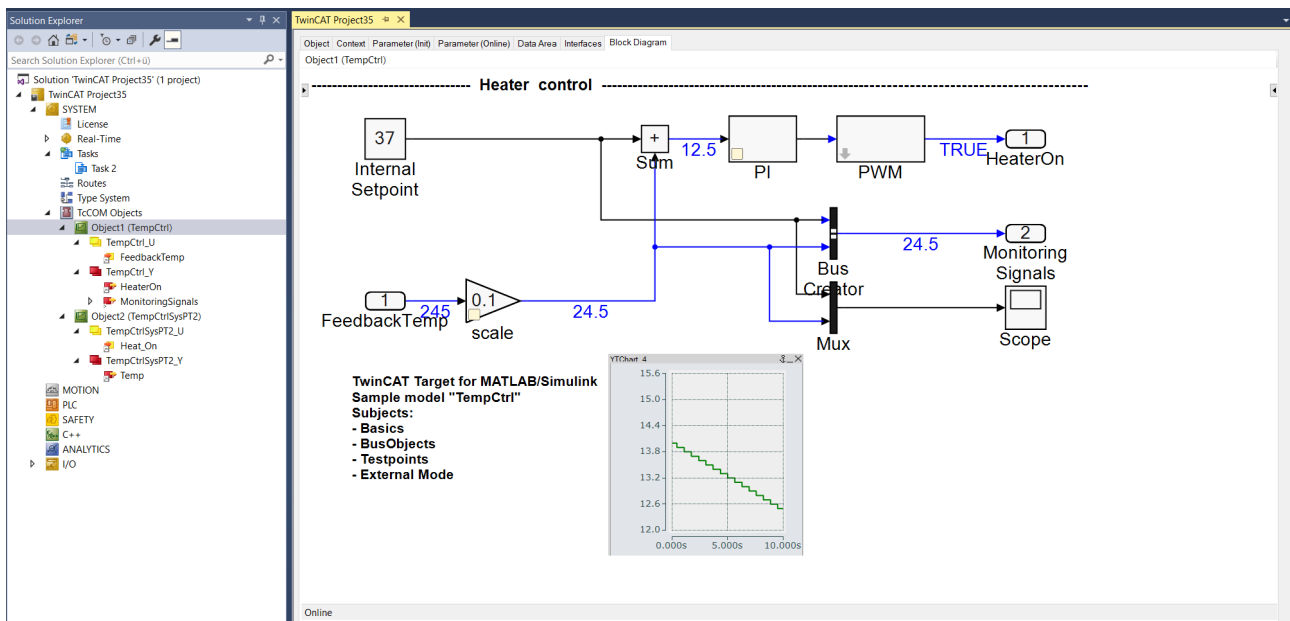 Solution Explorer
TwinCAT Project35
Object Context Parameter (Init) Parameter (Online) Data Area Interfaces Block Diagram
Search Solution Explorer (Ctrl+ü)
Object1 (TempCtrl)
Solution 'TwinCAT Project35' (1 project)
TwinCAT Project35
SYSTEM
License
Real-Time
Tasks
Task 2
Routes
Type System
TcCOM Objects
Object1 (TempCtrl)
TempCtrl_U
FeedbackTemp
TempCtrl_Y
HeaterOn
MonitoringSignals
Object2 (TempCtrlSysPT2)
TempCtrlSysPT2_U
Heat_On
TempCtrlSysPT2_Y
Temp
MOTION
PLC
SAFETY
C++
ANALYTICS
I/O
----------------------------- Heater control -----------------------------------------------------------------------------------------
37
Internal
Setpoint
+
Sum
12.5
PI
PWM
TRUE
1
HeaterOn
Bus
Creator
24.5
2
Monitoring
Signals
1
FeedbackTemp
245
0.1
scale
24.5
Mux
Scope
TwinCAT Target for MATLAB/Simulink
Sample model "TempCtrl"
Subjects:
- Basics
- BusObjects
- Testpoints
- External Mode
YTChart_4
15.6
15.0
14.4
13.8
13.2
12.6
12.0
0.000s 5.000s 10.000s
Online